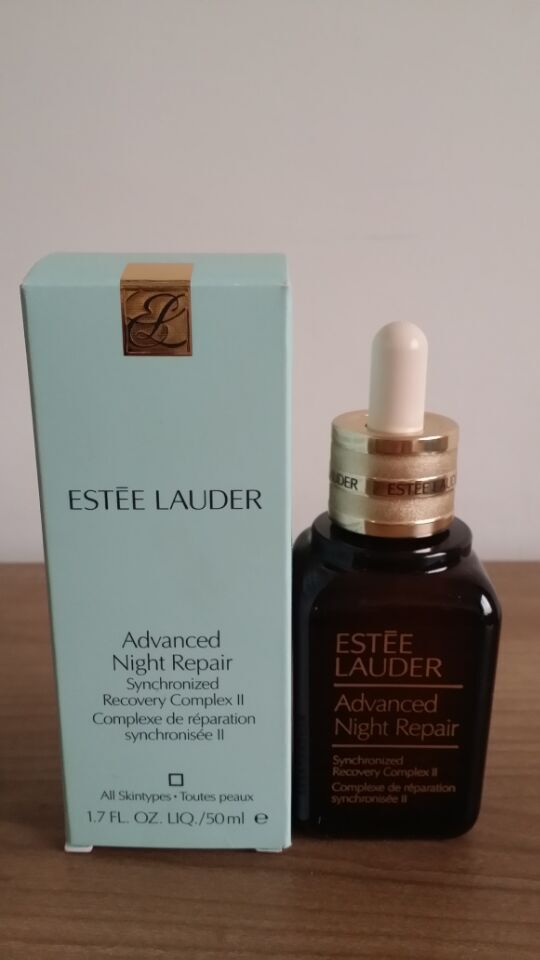 EL
ESTĒE LAUDER
Advanced
Night Repair
Synchronized
Recovery Complex II
Complexe de réparation
synchronisée II
All Skintypes • Toutes peaux
1.7 FL. OZ. LIQ./50 ml ℮
ESTĒE LAUD
ESTĒE
LAUDER
Advanced
Night Repair
Synchronized
Recovery Complex II
Complexe de réparation
synchronisée II